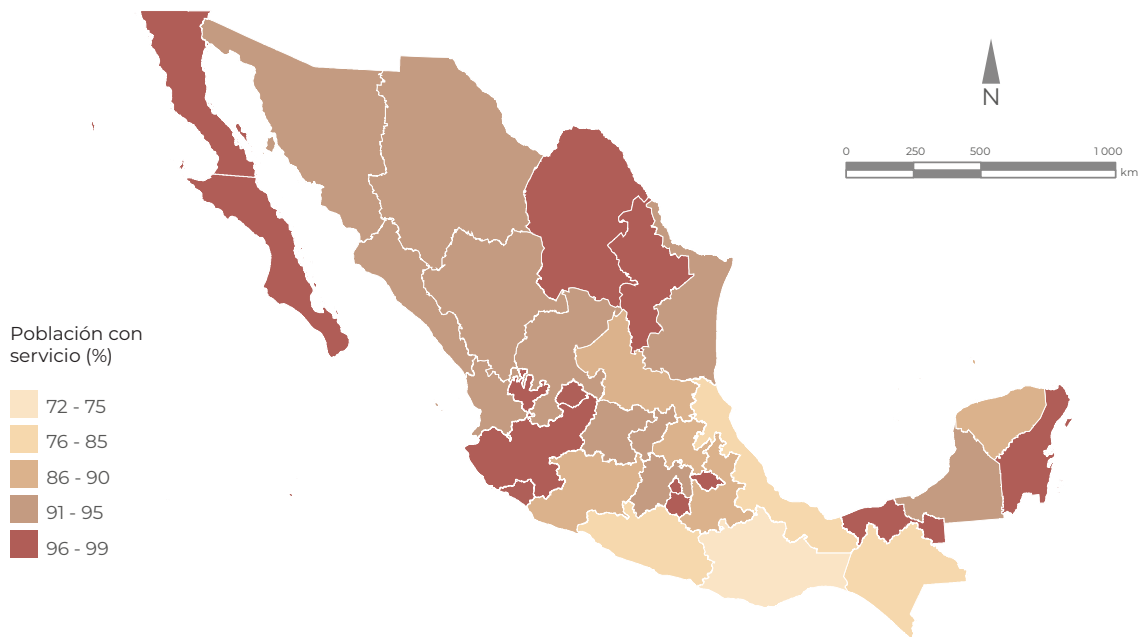 N
0 250 500 1 000
km
Población con
servicio (%)
72 - 75
76 - 85
86 - 90
91 - 95
96 - 99